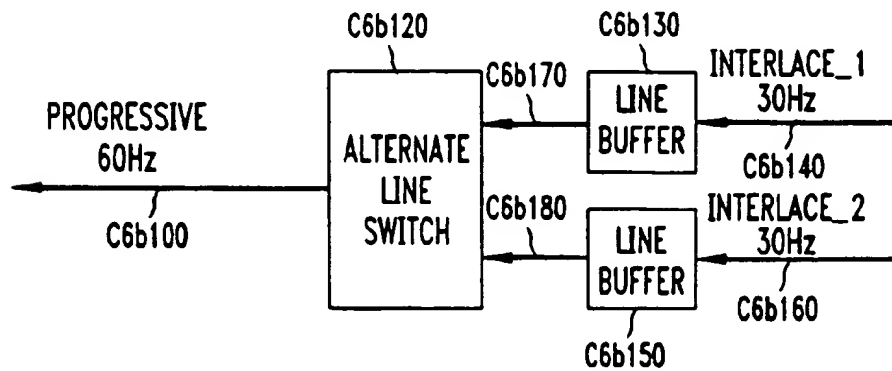 C6b120
C6b130
C6b170
INTERLACE_1
30Hz
LINE
BUFFER
C6b140
PROGRESSIVE
60Hz
C6b100
ALTERNATE
LINE
SWITCH
C6b180
INTERLACE_2
30Hz
LINE
BUFFER
C6b160
C6b150